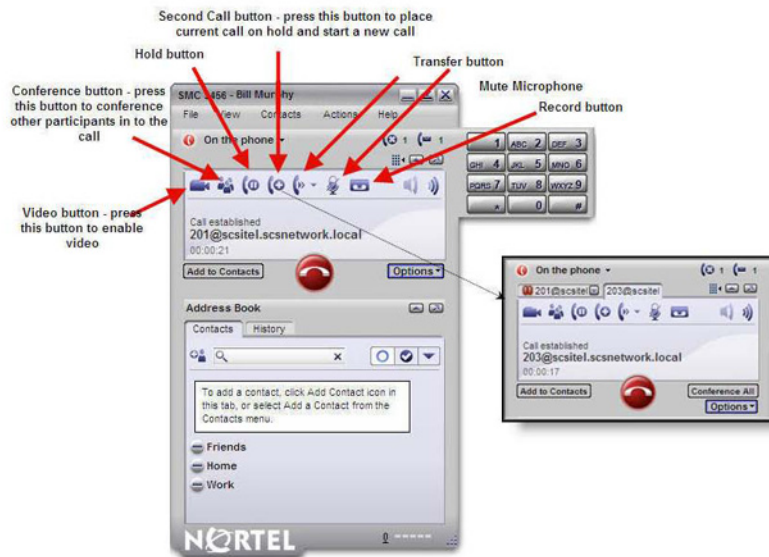 Second Call button - press this button to place
current call on hold and start a new call
Hold button
Transfer button
Conference button - press
this button to conference
other participants in to the
call
Mute Microphone
Record button
Video button - press
this button to enable
video
SMC 3456 - Bill Murphy
File View Contacts Actions Help
On the phone
1 1
1 ABC 2 DEF 3
GHI 4 JKL 5 MNO 6
PQRS 7 TUV 8 WXYZ 9
* 0 #
Call established
201@scsitel.scsnetwork.local
00:00:21
Add to Contacts Options
Address Book
Contacts History
To add a contact, click Add Contact icon in
this tab, or select Add a Contact from the
Contacts menu.
Friends
Home
Work
NORTEL
On the phone
1 1
201@scsitel 203@scsitel
Call established
203@scsitel.scsnetwork.local
00:00:17
Add to Contacts Conference All
Options